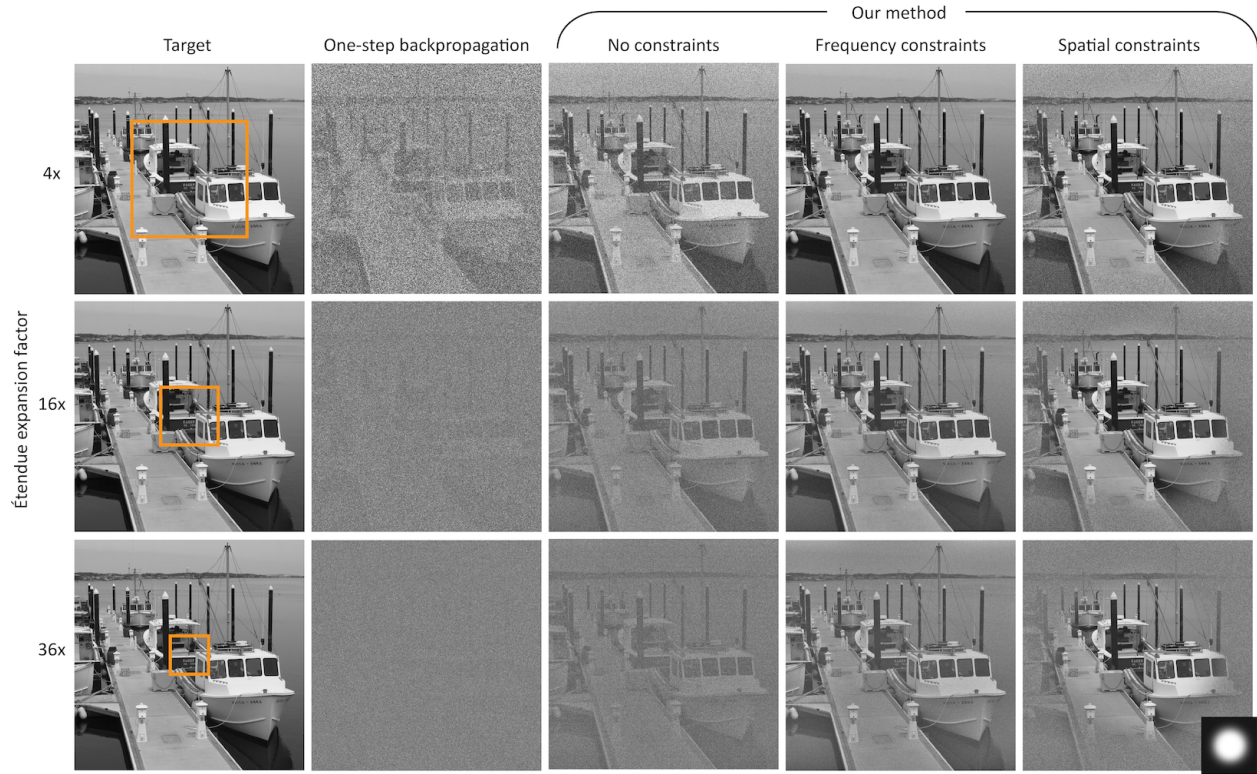 Our method
Target
One-step backpropagation
No constraints
Frequency constraints
Spatial constraints
Étendue expansion factor
4x
16x
36x